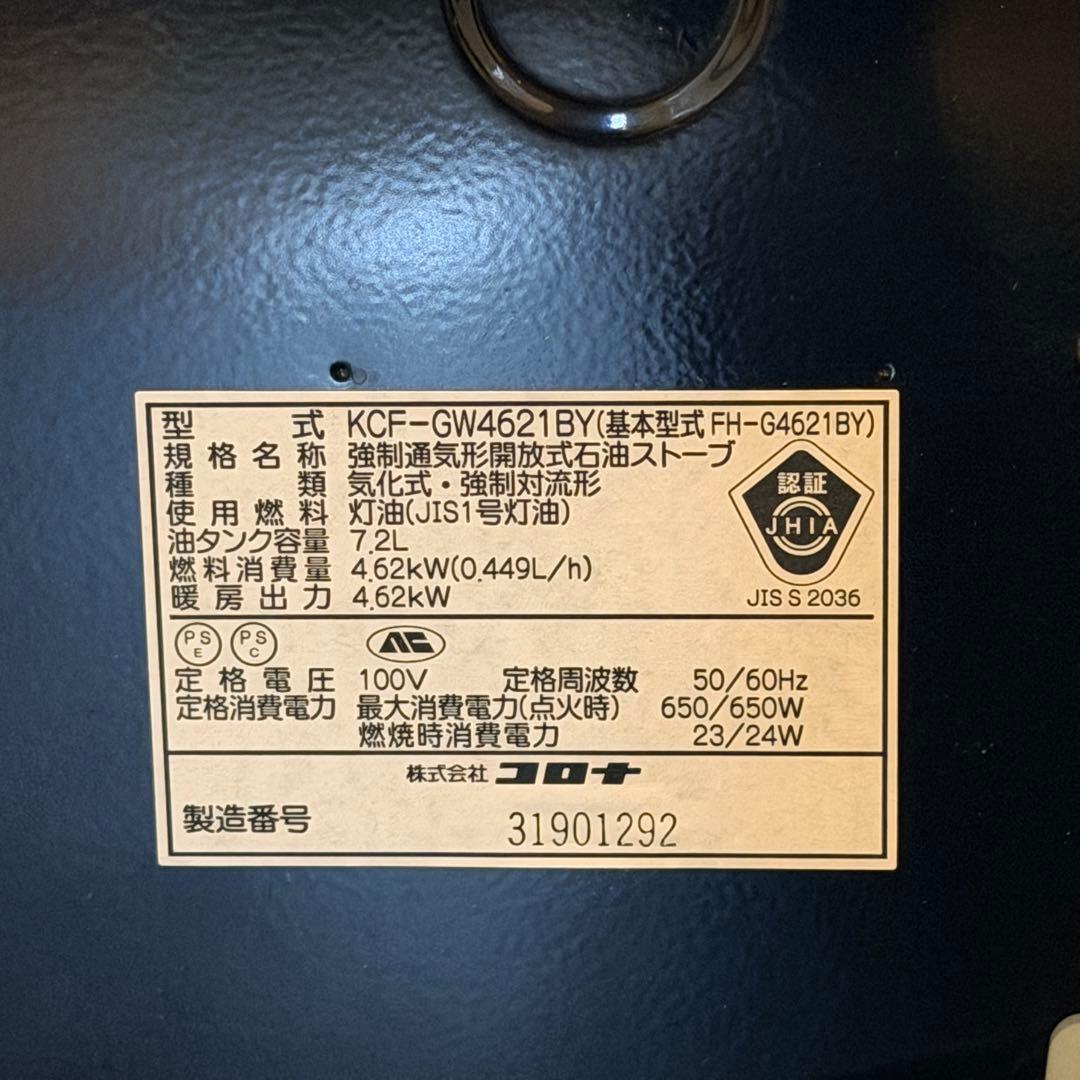 型式 KCF-GW4621BY(基本型式 FH-G4621BY)
規格名称 強制通気形開放式石油ストーブ
種類 気化式・強制対流形
使用燃料 灯油(JIS1号灯油)
油タンク容量 7.2L
燃料消費量 4.62kW(0.449L/h)
暖房出力 4.62kW
認証
JHIA
JIS S 2036
PS E PS C
定格電圧 100V 定格周波数 50/60Hz
定格消費電力 最大消費電力(点火時) 650/650W
燃焼時消費電力 23/24W
株式会社 コロナ
製造番号 31901292